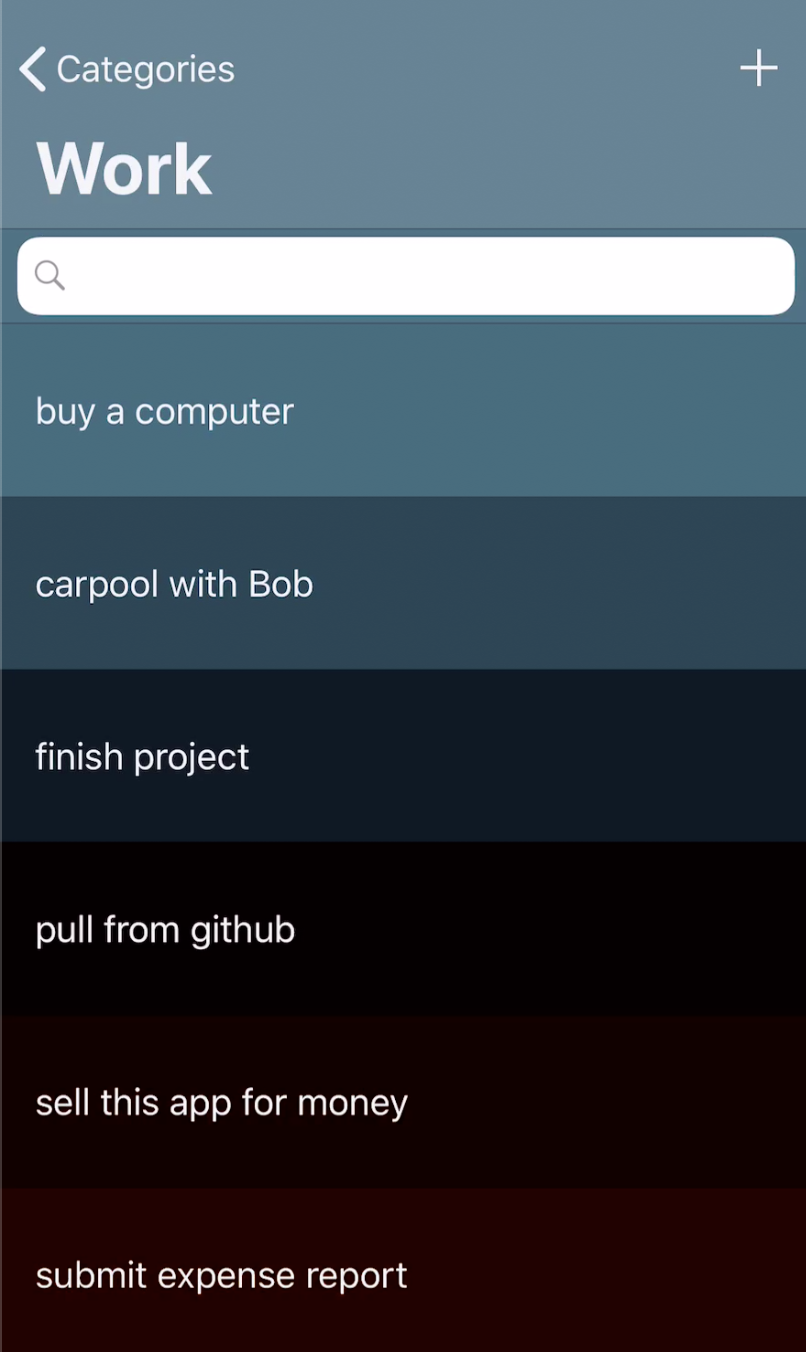 Categories
Work
buy a computer
carpool with Bob
finish project
pull from github
sell this app for money
submit expense report